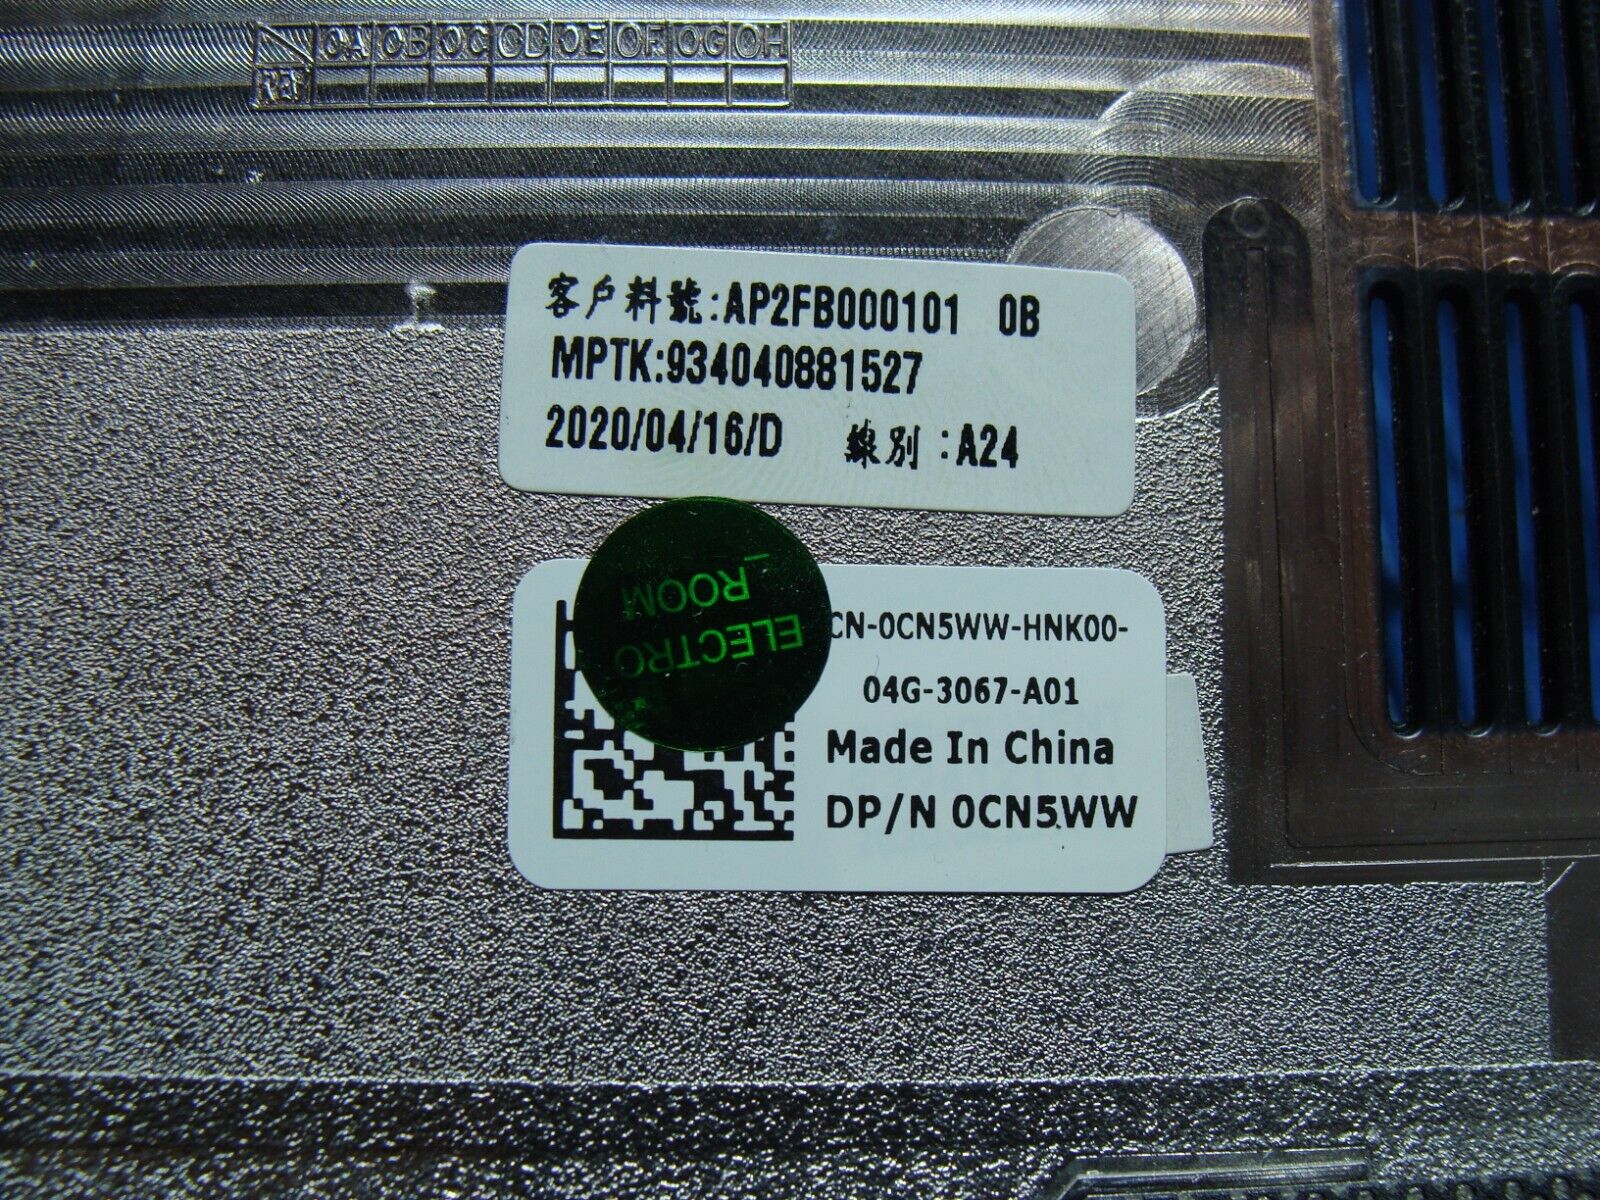 0A 0B 0C 0D 0E 0F 0G 0H
REF
客戶料號:AP2FB000101 0B
MPTK:934040881527
2020/04/16/D 線別:A24
ELECTRO
_ROOM
CN-0CN5WW-HNK00-
04G-3067-A01
Made In China
DP/N 0CN5WW